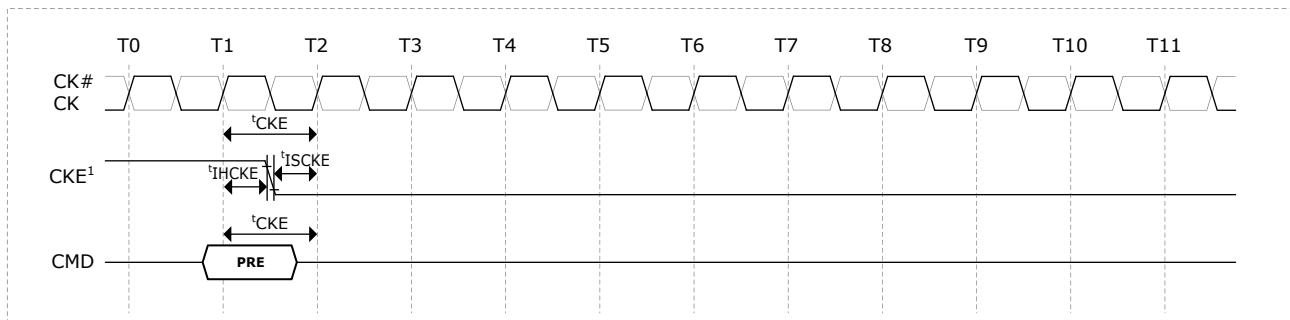 T0 T1 T2 T3 T4 T5 T6 T7 T8 T9 T10 T11
CK#
CK
tCKE
tISCKE
CKE1
tIHCKE
tCKE
CMD
PRE